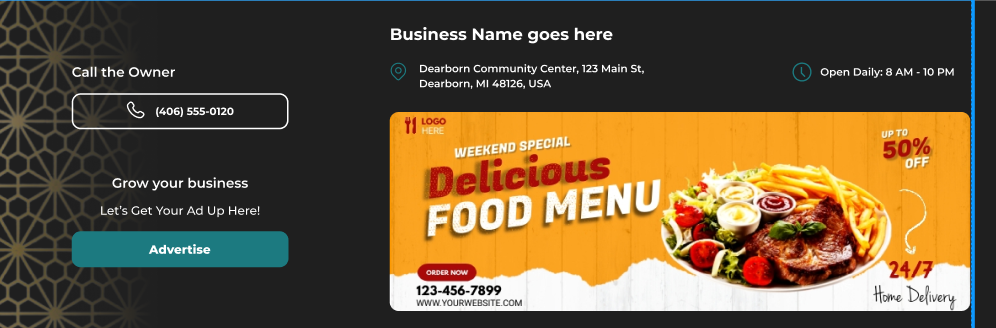 Call the Owner
(406) 555-0120
Grow your business
Let's Get Your Ad Up Here!
Advertise
Business Name goes here
Dearborn Community Center, 123 Main St,
Dearborn, MI 48126, USA
Open Daily: 8 AM - 10 PM
LOGO
HERE
WEEKEND SPECIAL
Delicious
FOOD MENU
ORDER NOW
123-456-7899
WWW.YOURWEBSITE.COM
UP TO
50%
OFF
24/7
Home Delivery